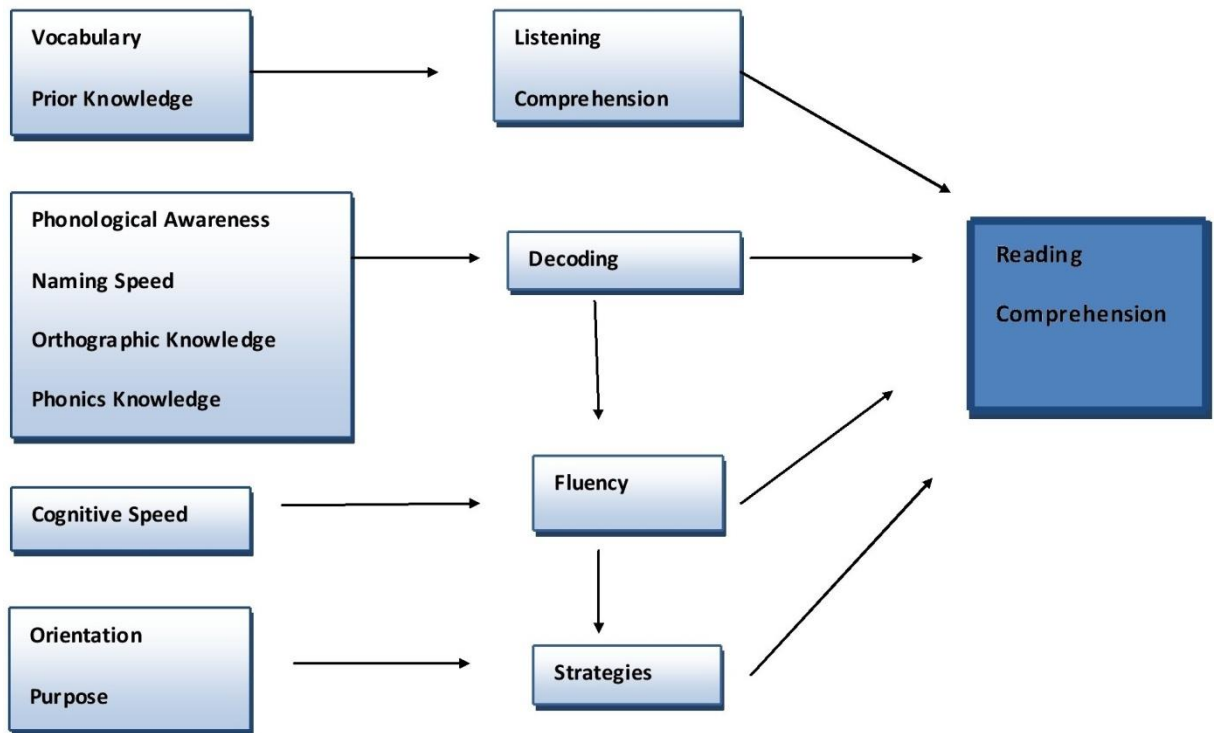 Vocabulary
Prior Knowledge
Listening
Comprehension
Phonological Awareness
Naming Speed
Orthographic Knowledge
Phonics Knowledge
Decoding
Reading
Comprehension
Cognitive Speed
Fluency
Orientation
Purpose
Strategies